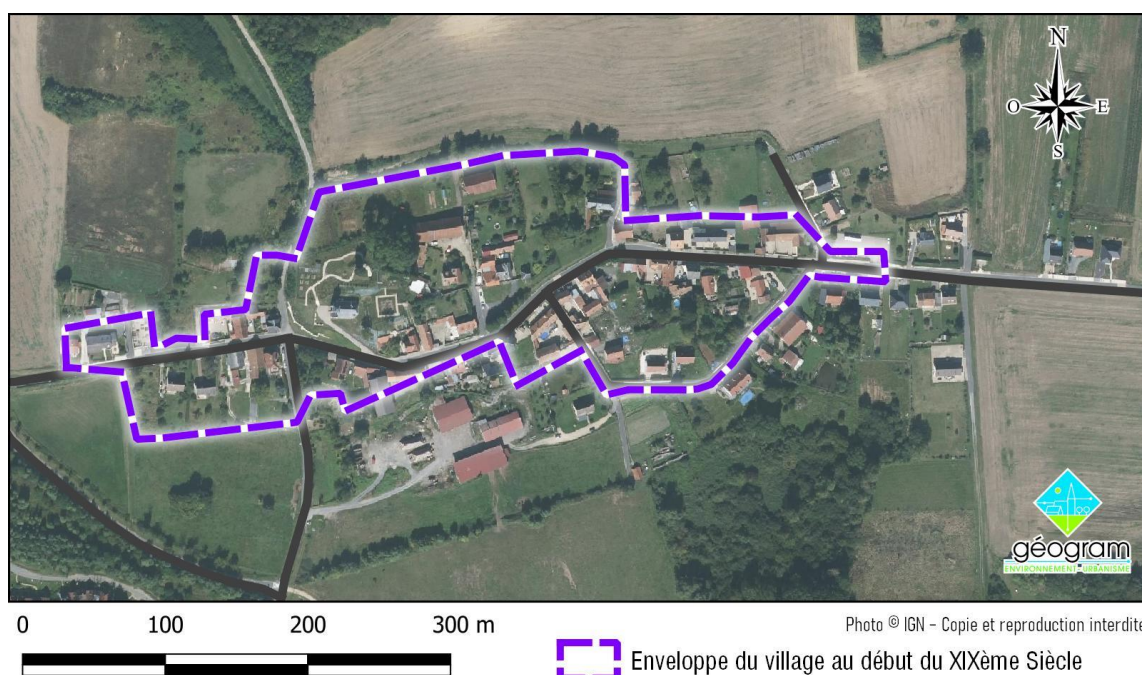 N
O E
S
géogram
ENVIRONNEMENT - URBANISME
0 100 200 300 m
Photo © IGN - Copie et reproduction interdite
Enveloppe du village au début du XIXème Siècle